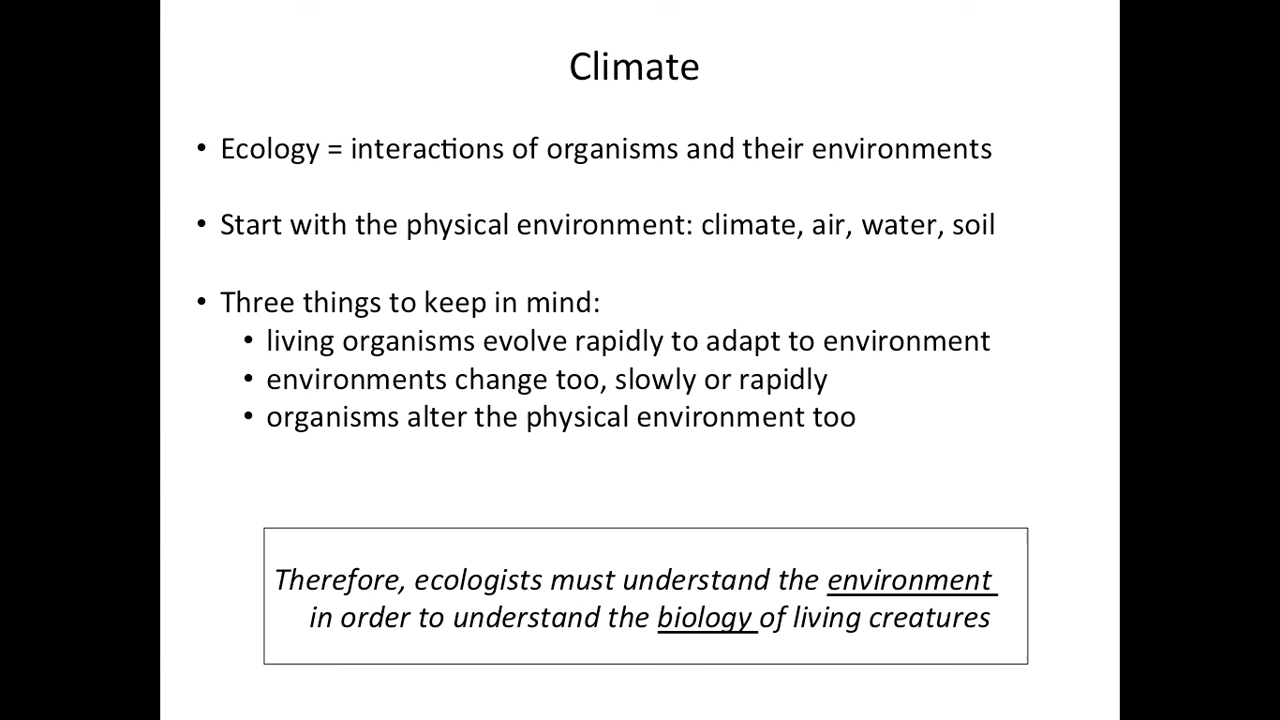 Climate
• Ecology = interactions of organisms and their environments
• Start with the physical environment: climate, air, water, soil
• Three things to keep in mind:
• living organisms evolve rapidly to adapt to environment
• environments change too, slowly or rapidly
• organisms alter the physical environment too
Therefore, ecologists must understand the environment
in order to understand the biology of living creatures